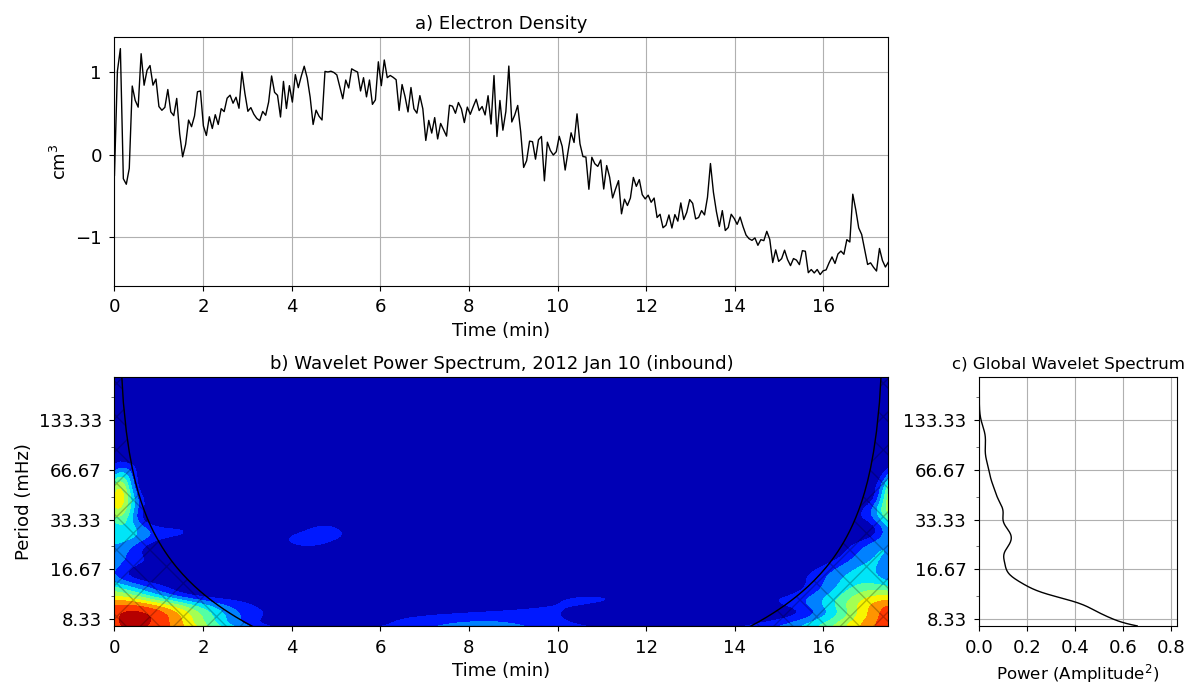 a) Electron Density
cm³
1
0
−1
0 2 4 6 8 10 12 14 16
Time (min)
b) Wavelet Power Spectrum, 2012 Jan 10 (inbound)
Period (mHz)
133.33
66.67
33.33
16.67
8.33
0 2 4 6 8 10 12 14 16
Time (min)
c) Global Wavelet Spectrum
133.33
66.67
33.33
16.67
8.33
0.0 0.2 0.4 0.6 0.8
Power (Amplitude²)